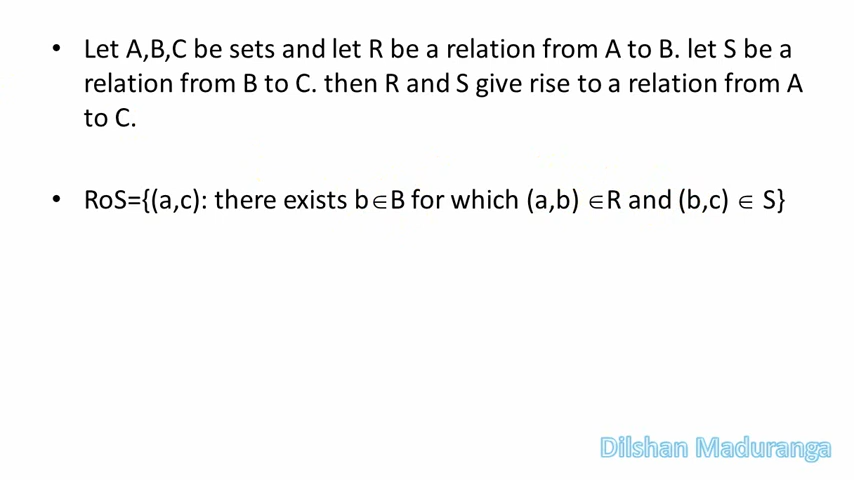 • Let A,B,C be sets and let R be a relation from A to B. let S be a
relation from B to C. then R and S give rise to a relation from A
to C.
• RoS={(a,c): there exists b∈B for which (a,b) ∈R and (b,c) ∈ S}
Dilshan Maduranga